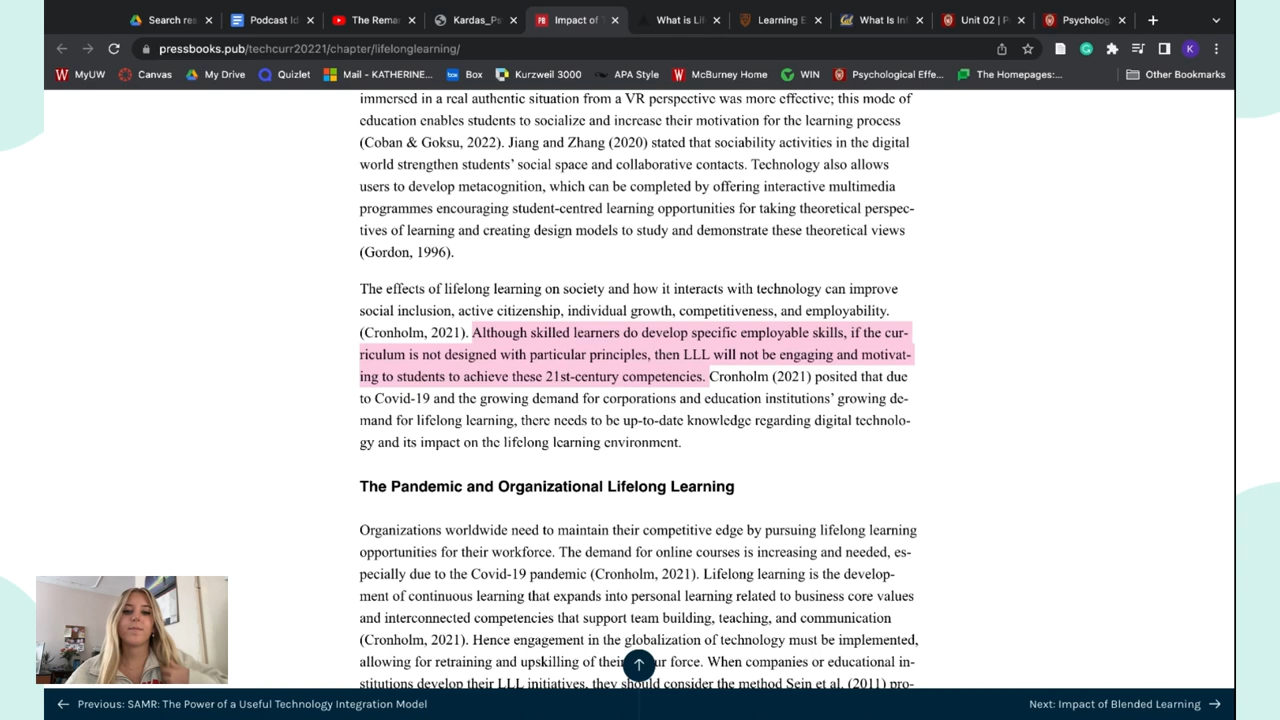 Search res
Podcast Id
The Remar
Kardas_Ps
Impact of
What is Lif
Learning E
What Is Inf
Unit 02 | P
Psycholog
pressbooks.pub/techcurr20221/chapter/lifelonglearning/
K
MyUW
Canvas
My Drive
Quizlet
Mail - KATHERINE...
box Box
Kurzweil 3000
APA Style
McBurney Home
WIN
Psychological Effe...
The Homepages:...
Other Bookmarks
immersed in a real authentic situation from a VR perspective was more effective; this mode of
education enables students to socialize and increase their motivation for the learning process
(Coban & Goksu, 2022). Jiang and Zhang (2020) stated that sociability activities in the digital
world strengthen students’ social space and collaborative contacts. Technology also allows
users to develop metacognition, which can be completed by offering interactive multimedia
programmes encouraging student-centred learning opportunities for taking theoretical perspec-
tives of learning and creating design models to study and demonstrate these theoretical views
(Gordon, 1996).
The effects of lifelong learning on society and how it interacts with technology can improve
social inclusion, active citizenship, individual growth, competitiveness, and employability.
(Cronholm, 2021). Although skilled learners do develop specific employable skills, if the cur-
riculum is not designed with particular principles, then LLL will not be engaging and motivat-
ing to students to achieve these 21st-century competencies. Cronholm (2021) posited that due
to Covid-19 and the growing demand for corporations and education institutions’ growing de-
mand for lifelong learning, there needs to be up-to-date knowledge regarding digital technolo-
gy and its impact on the lifelong learning environment.
The Pandemic and Organizational Lifelong Learning
Organizations worldwide need to maintain their competitive edge by pursuing lifelong learning
opportunities for their workforce. The demand for online courses is increasing and needed, es-
pecially due to the Covid-19 pandemic (Cronholm, 2021). Lifelong learning is the develop-
ment of continuous learning that expands into personal learning related to business core values
and interconnected competencies that support team building, teaching, and communication
(Cronholm, 2021). Hence engagement in the globalization of technology must be implemented,
allowing for retraining and upskilling of their ur force. When companies or educational in-
stitutions develop their LLL initiatives, they should consider the method Sein et al. (2011) pro-
Previous: SAMR: The Power of a Useful Technology Integration Model
Next: Impact of Blended Learning